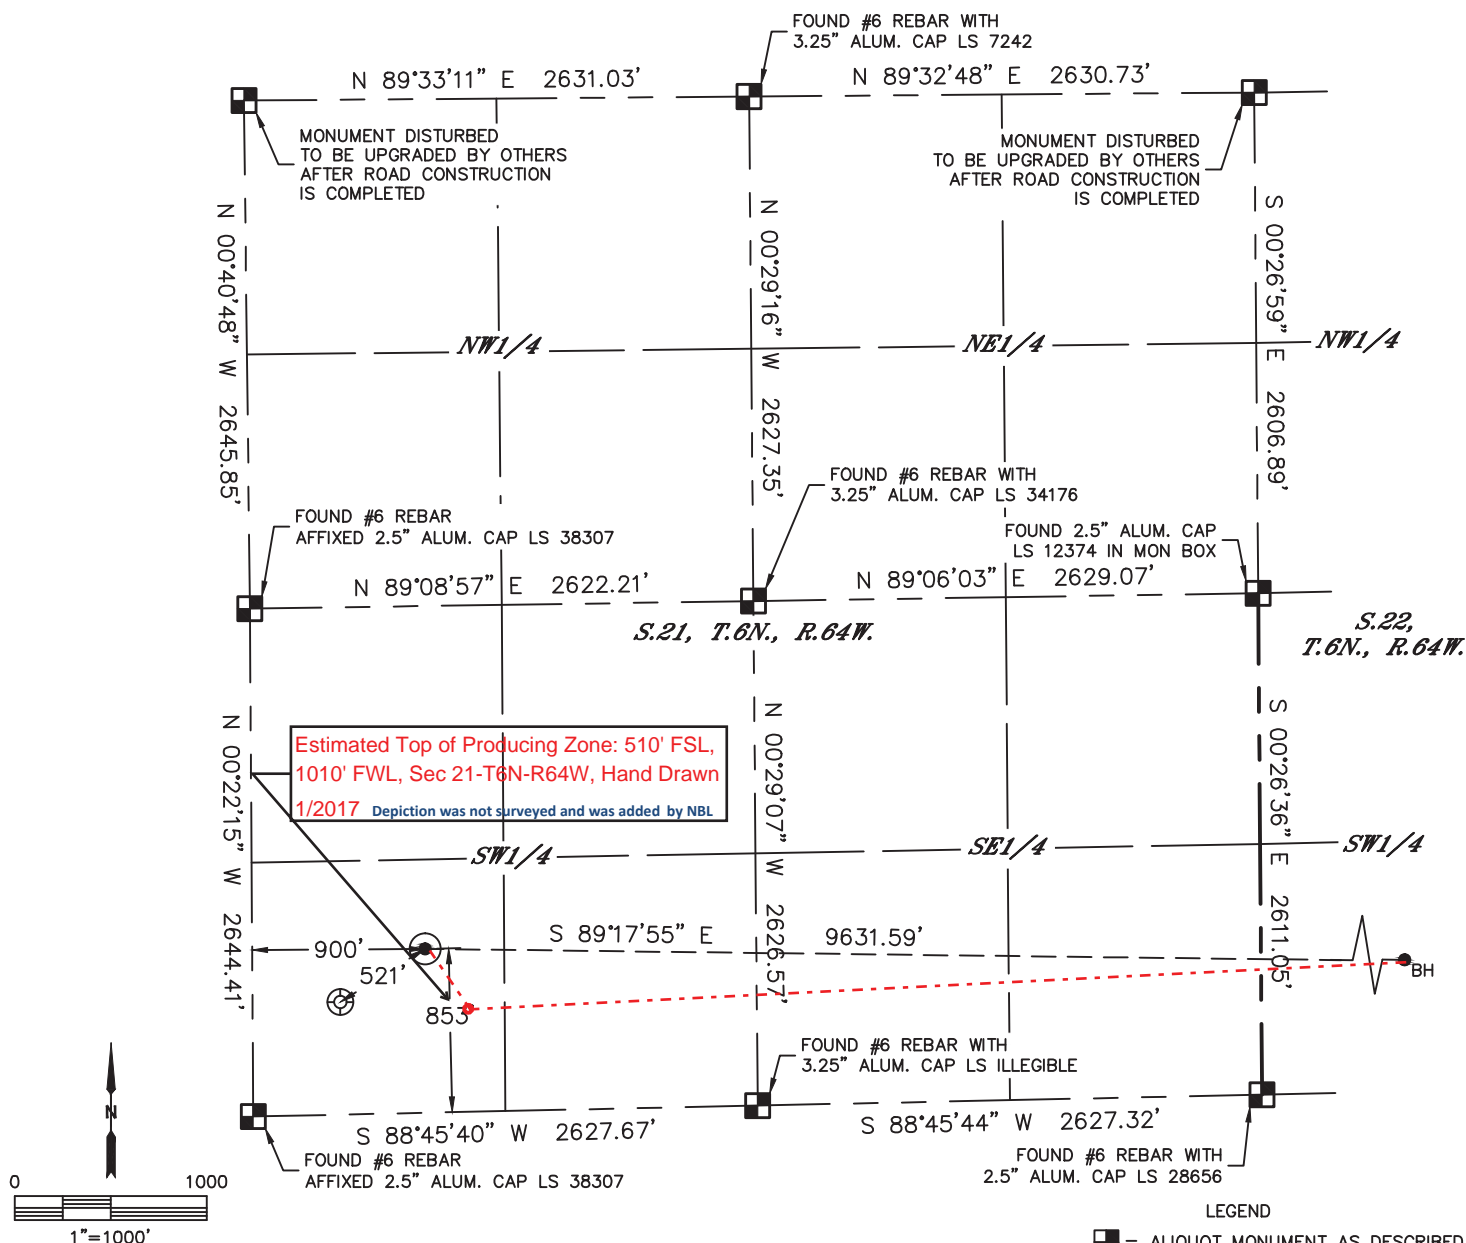 FOUND #6 REBAR WITH
3.25" ALUM. CAP LS 7242
N 89°33'11" E 2631.03'
N 89°32'48" E 2630.73'
MONUMENT DISTURBED
TO BE UPGRADED BY OTHERS
AFTER ROAD CONSTRUCTION
IS COMPLETED
MONUMENT DISTURBED
TO BE UPGRADED BY OTHERS
AFTER ROAD CONSTRUCTION
IS COMPLETED
N 00°40'48" W 2645.85'
N 00°29'16" W 2627.35'
S 00°26'59" E 2606.89'
NW1/4
NE1/4
NW1/4
FOUND #6 REBAR WITH
3.25" ALUM. CAP LS 34176
FOUND #6 REBAR
AFFIXED 2.5" ALUM. CAP LS 38307
FOUND 2.5" ALUM. CAP
LS 12374 IN MON BOX
N 89°08'57" E 2622.21'
N 89°06'03" E 2629.07'
S.21, T.6N., R.64W.
S.22,
T.6N., R.64W.
N 00°22'15" W 2644.41'
Estimated Top of Producing Zone: 510' FSL,
1010' FWL, Sec 21-T6N-R64W, Hand Drawn
1/2017 Depiction was not surveyed and was added by NBL
N 00°29'07" W 2626.57'
S 00°26'36" E 2611.05'
SW1/4
SE1/4
SW1/4
900'
S 89°17'55" E 9631.59'
521'
BH
853'
FOUND #6 REBAR WITH
3.25" ALUM. CAP LS ILLEGIBLE
N
S 88°45'40" W 2627.67'
S 88°45'44" W 2627.32'
FOUND #6 REBAR
AFFIXED 2.5" ALUM. CAP LS 38307
FOUND #6 REBAR WITH
2.5" ALUM. CAP LS 28656
0 1000
1"=1000'
LEGEND
= ALIQUOT MONUMENT AS DESCRIBED